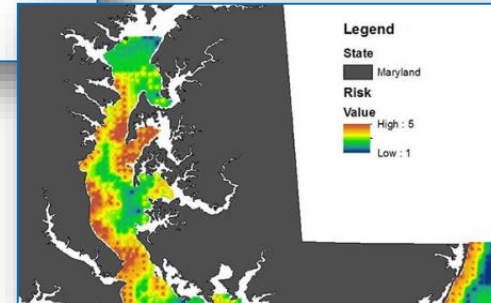 Legend
State
Maryland
Risk
Value
High : 5
Low : 1